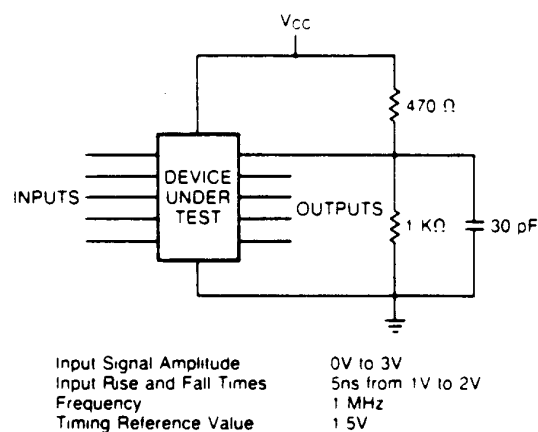 VCC
470 Ω
INPUTS
DEVICE
UNDER
TEST
OUTPUTS
1 KΩ
30 pF
Input Signal Amplitude 0V to 3V
Input Rise and Fall Times 5ns from 1V to 2V
Frequency 1 MHz
Timing Reference Value 1 5V